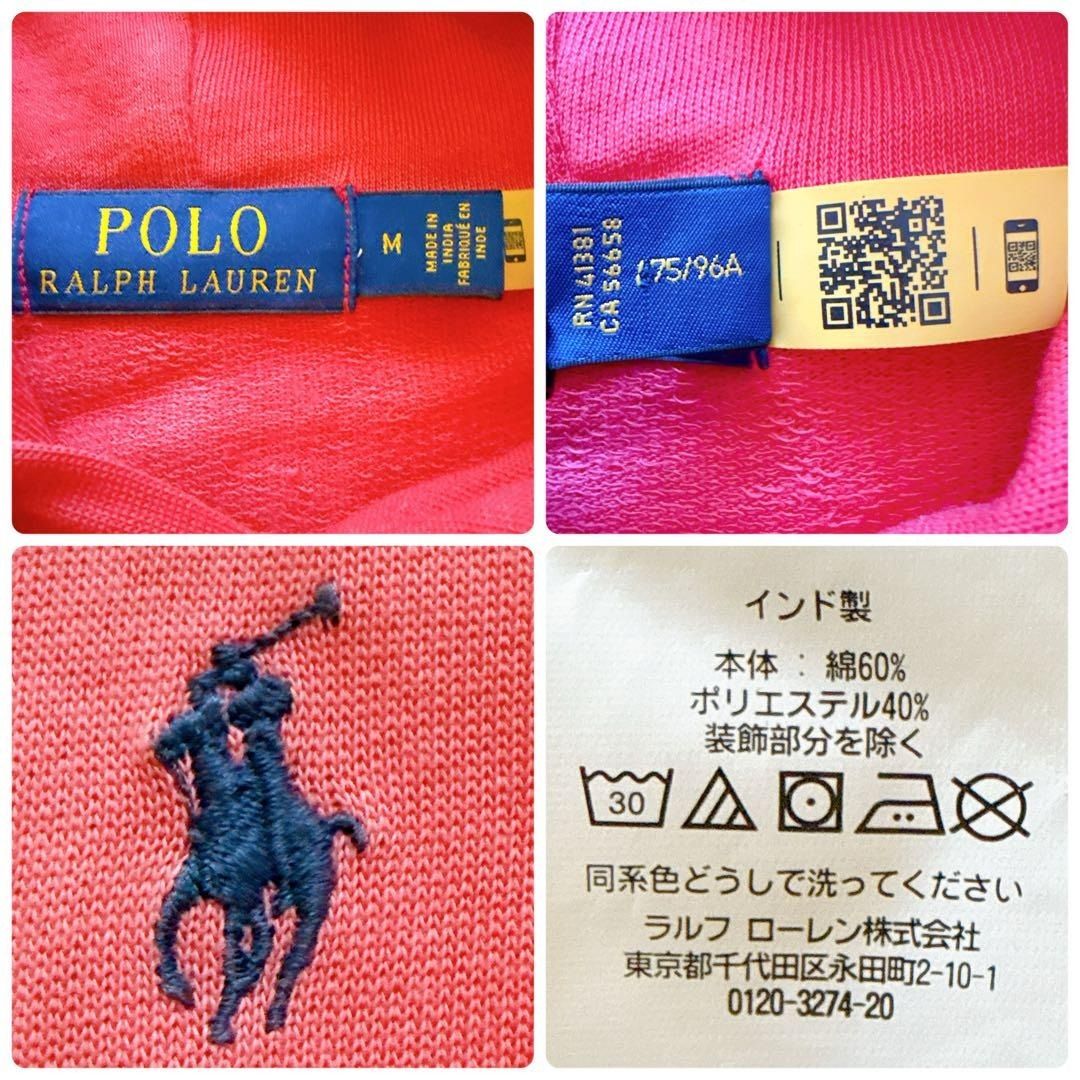 POLO
RALPH LAUREN
M
MADE IN
INDIA
FABRIQUÉ EN
INDE
RN 41381
CA 56658
175/96A
インド製
本体 : 綿60%
ポリエステル40%
装飾部分を除く
30
同系色どうしで洗ってください
ラルフ ローレン株式会社
東京都千代田区永田町2-10-1
0120-3274-20